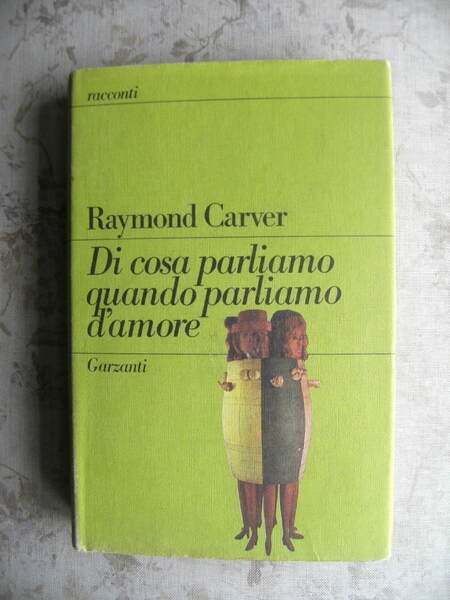 racconti
Raymond Carver
Di cosa parliamo
quando parliamo
d'amore
Garzanti